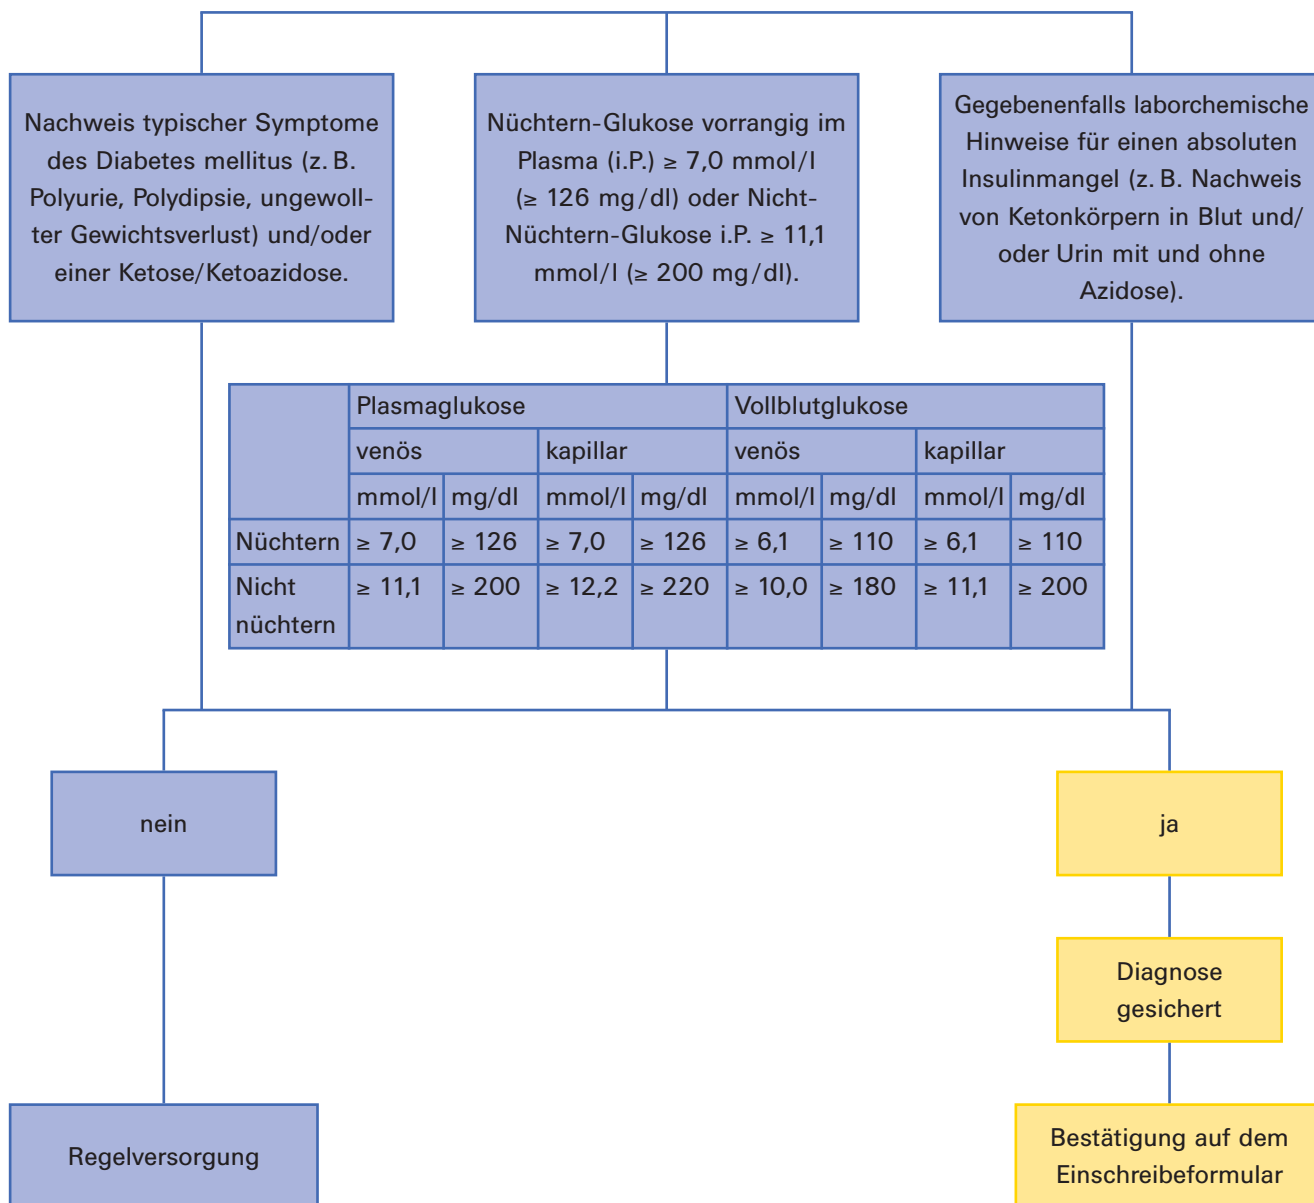 Nachweis typischer Symptome
des Diabetes mellitus (z. B.
Polyurie, Polydipsie, ungewoll-
ter Gewichtsverlust) und/oder
einer Ketose/Ketoazidose.
Nüchtern-Glukose vorrangig im
Plasma (i.P.) ≥ 7,0 mmol/l
(≥ 126 mg/dl) oder Nicht-
Nüchtern-Glukose i.P. ≥ 11,1
mmol/l (≥ 200 mg/dl).
Gegebenenfalls laborchemische
Hinweise für einen absoluten
Insulinmangel (z. B. Nachweis
von Ketonkörpern in Blut und/
oder Urin mit und ohne
Azidose).
Plasmaglukose Vollblutglukose
venös kapillar venös kapillar
mmol/l mg/dl mmol/l mg/dl mmol/l mg/dl mmol/l mg/dl
Nüchtern ≥ 7,0 ≥ 126 ≥ 7,0 ≥ 126 ≥ 6,1 ≥ 110 ≥ 6,1 ≥ 110
Nicht ≥ 11,1 ≥ 200 ≥ 12,2 ≥ 220 ≥ 10,0 ≥ 180 ≥ 11,1 ≥ 200
nüchtern
nein
ja
Diagnose
gesichert
Regelversorgung
Bestätigung auf dem
Einschreibeformular